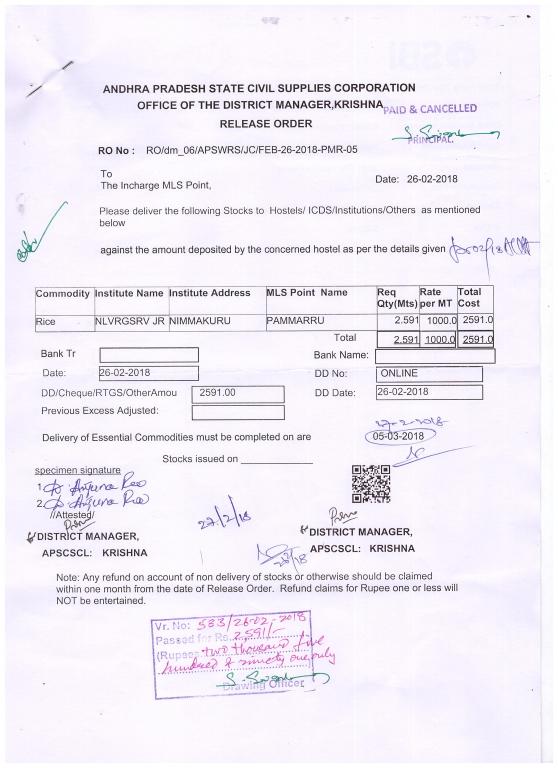 ANDHRA PRADESH STATE CIVIL SUPPLIES CORPORATION
OFFICE OF THE DISTRICT MANAGER,KRISHNA
PAID & CANCELLED
RELEASE ORDER
PRINCIPAL.
RO No : RO/dm_06/APSWRS/JC/FEB-26-2018-PMR-05
To
The Incharge MLS Point,
Date: 26-02-2018
Please deliver the following Stocks to Hostels/ ICDS/Institutions/Others as mentioned
below
against the amount deposited by the concerned hostel as per the details given
Commodity Institute Name Institute Address MLS Point Name Req Qty(Mts) Rate per MT Total Cost
Rice NLVRGSRV JR NIMMAKURU PAMMARRU 2.591 1000.0 2591.0
Total 2.591 1000.0 2591.0
Bank Tr Bank Name:
Date: 26-02-2018 DD No: ONLINE
DD/Cheque/RTGS/OtherAmou 2591.00 DD Date: 26-02-2018
Previous Excess Adjusted:
27-2-2018
Delivery of Essential Commodities must be completed on are 05-03-2018
Stocks issued on
specimen signature
1. Arjuna Rao
2. Arjuna Rao
//Attested/
27/2/18
DISTRICT MANAGER, DISTRICT MANAGER,
APSCSCL: KRISHNA APSCSCL: KRISHNA
Note: Any refund on account of non delivery of stocks or otherwise should be claimed
within one month from the date of Release Order. Refund claims for Rupee one or less will
NOT be entertained.
Vr. No: 583/26-02-2018
Passed for Rs. 2,591/-
(Rupees two thousand five
hundred & ninety one only
Drawing Officer